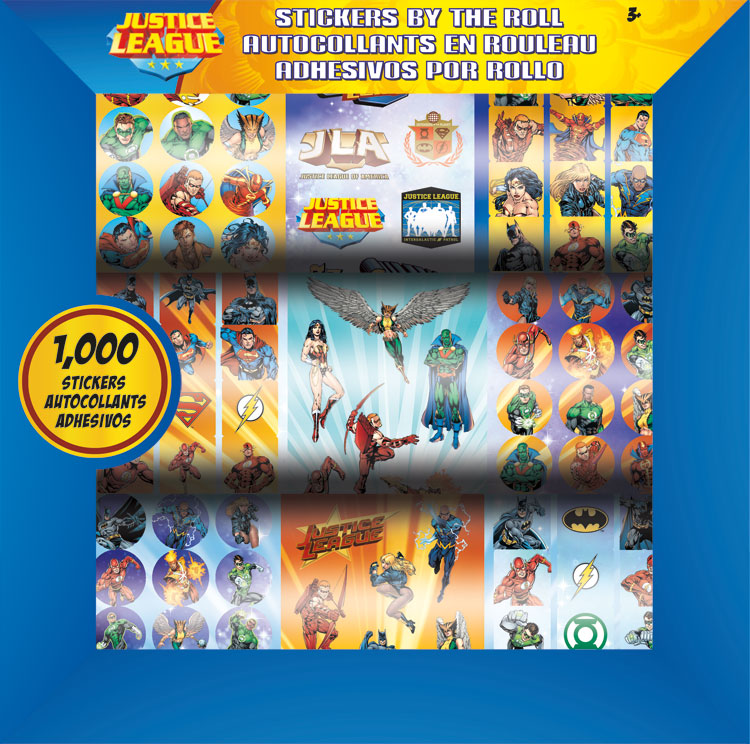 JUSTICE
LEAGUE
STICKERS BY THE ROLL
AUTOCOLLANTS EN ROULEAU
ADHESIVOS POR ROLLO
3+
JLA
JUSTICE LEAGUE OF AMERICA
JUSTICE
LEAGUE
JUSTICE LEAGUE
INTERGALACTIC PATROL
1,000
STICKERS
AUTOCOLLANTS
ADHESIVOS
JUSTICE
LEAGUE